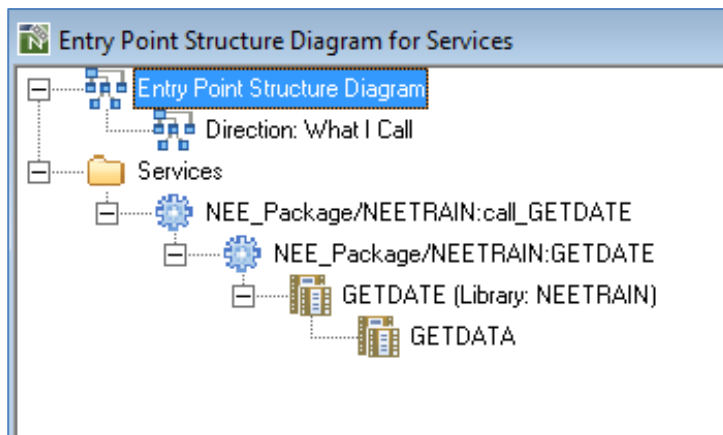 Entry Point Structure Diagram for Services
Entry Point Structure Diagram
Direction: What I Call
Services
NEE_Package/NEETRAIN:call_GETDATE
NEE_Package/NEETRAIN:GETDATE
GETDATE (Library: NEETRAIN)
GETDATA